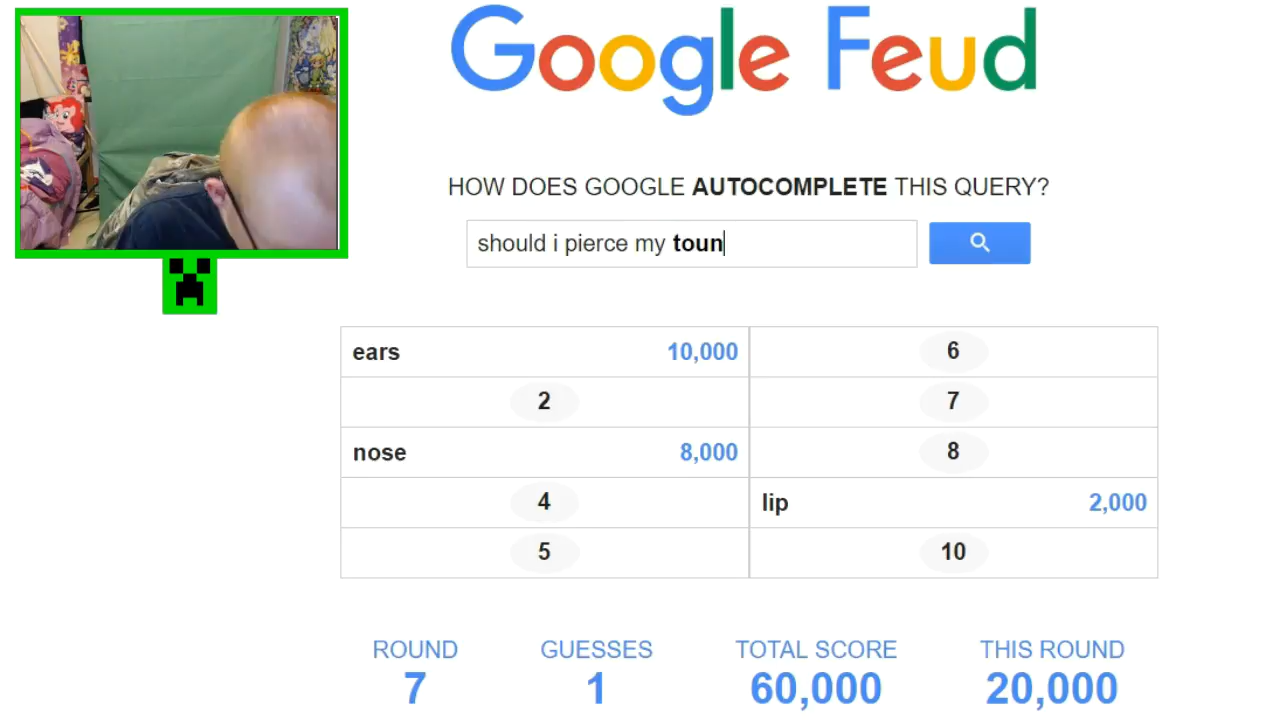 Google Feud
HOW DOES GOOGLE AUTOCOMPLETE THIS QUERY?
should i pierce my toun
ears 10,000 6
2 7
nose 8,000 8
4 lip 2,000
5 10
ROUND GUESSES TOTAL SCORE THIS ROUND
7 1 60,000 20,000